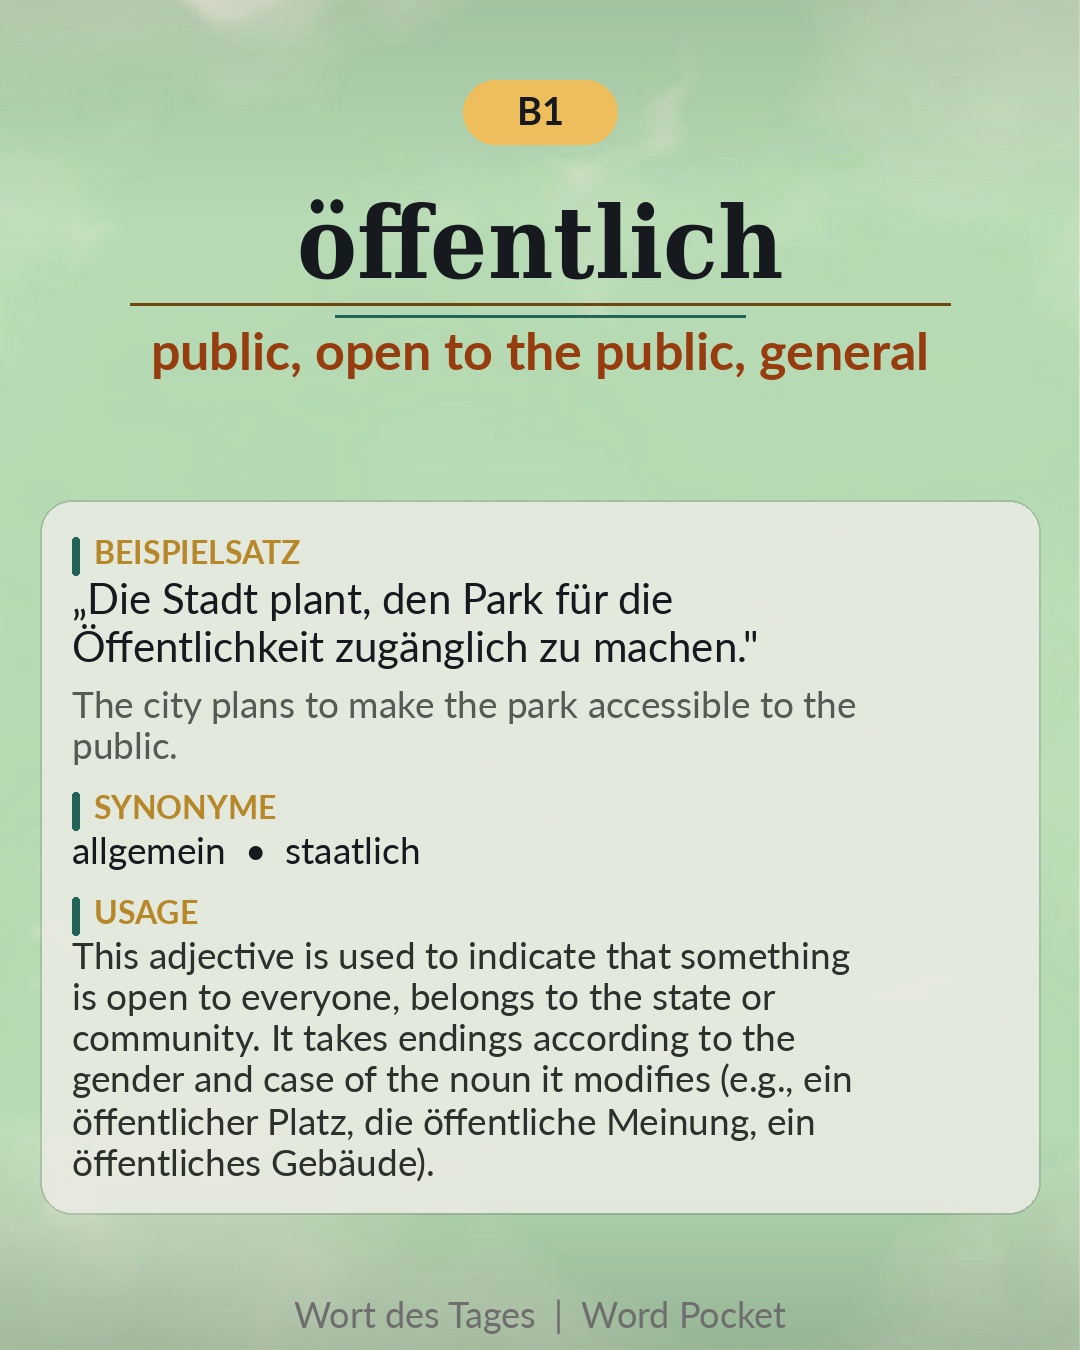 B1
öffentlich
public, open to the public, general
BEISPIELSATZ
„Die Stadt plant, den Park für die
Öffentlichkeit zugänglich zu machen."
The city plans to make the park accessible to the
public.
SYNONYME
allgemein • staatlich
USAGE
This adjective is used to indicate that something
is open to everyone, belongs to the state or
community. It takes endings according to the
gender and case of the noun it modifies (e.g., ein
öffentlicher Platz, die öffentliche Meinung, ein
öffentliches Gebäude).
Wort des Tages | Word Pocket